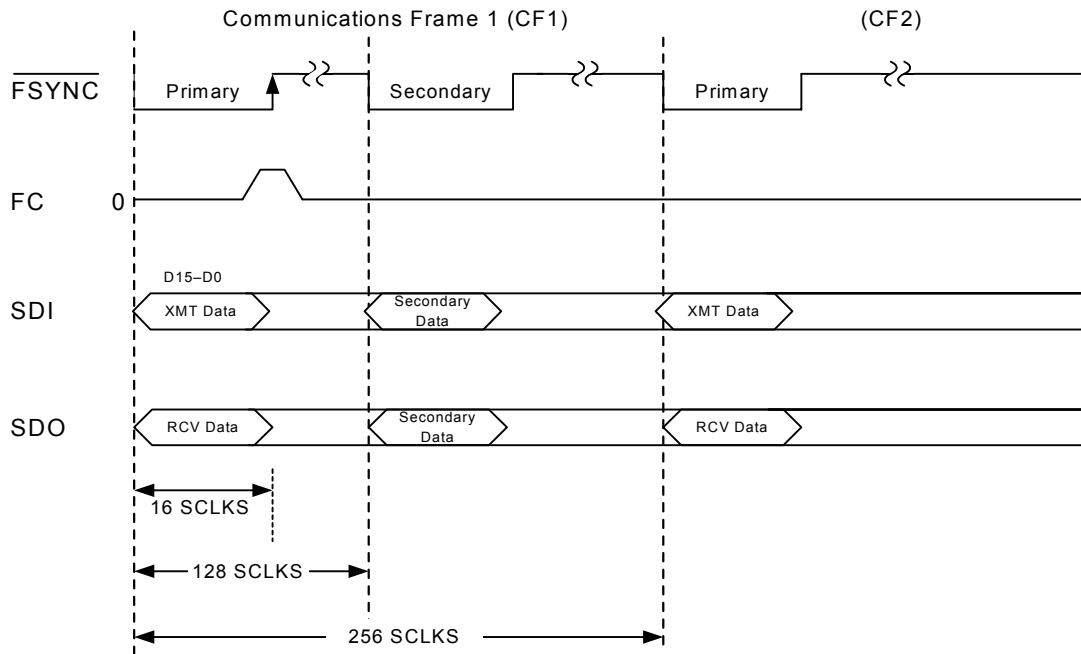 Communications Frame 1 (CF1)
(CF2)
FSYNC
Primary
Secondary
Primary
FC
0
D15–D0
SDI
XMT Data
Secondary
Data
XMT Data
SDO
RCV Data
Secondary
Data
RCV Data
16 SCLKS
128 SCLKS
256 SCLKS